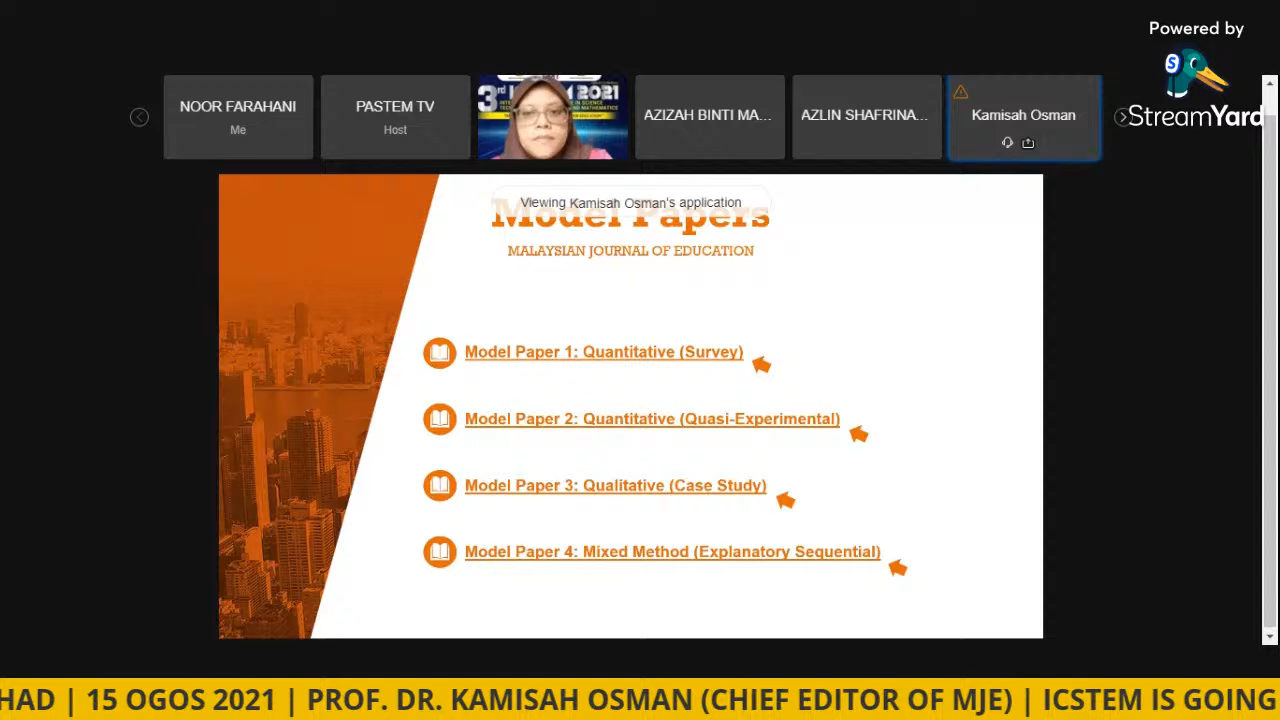 Powered by
StreamYard
NOOR FARAHANI
Me
PASTEM TV
Host
3rd
2021
AZIZAH BINTI MA...
AZLIN SHAFRINA...
Kamisah Osman
Viewing Kamisah Osman's application
Model Papers
MALAYSIAN JOURNAL OF EDUCATION
Model Paper 1: Quantitative (Survey)
Model Paper 2: Quantitative (Quasi-Experimental)
Model Paper 3: Qualitative (Case Study)
Model Paper 4: Mixed Method (Explanatory Sequential)
HAD | 15 OGOS 2021 | PROF. DR. KAMISAH OSMAN (CHIEF EDITOR OF MJE) | ICSTEM IS GOING